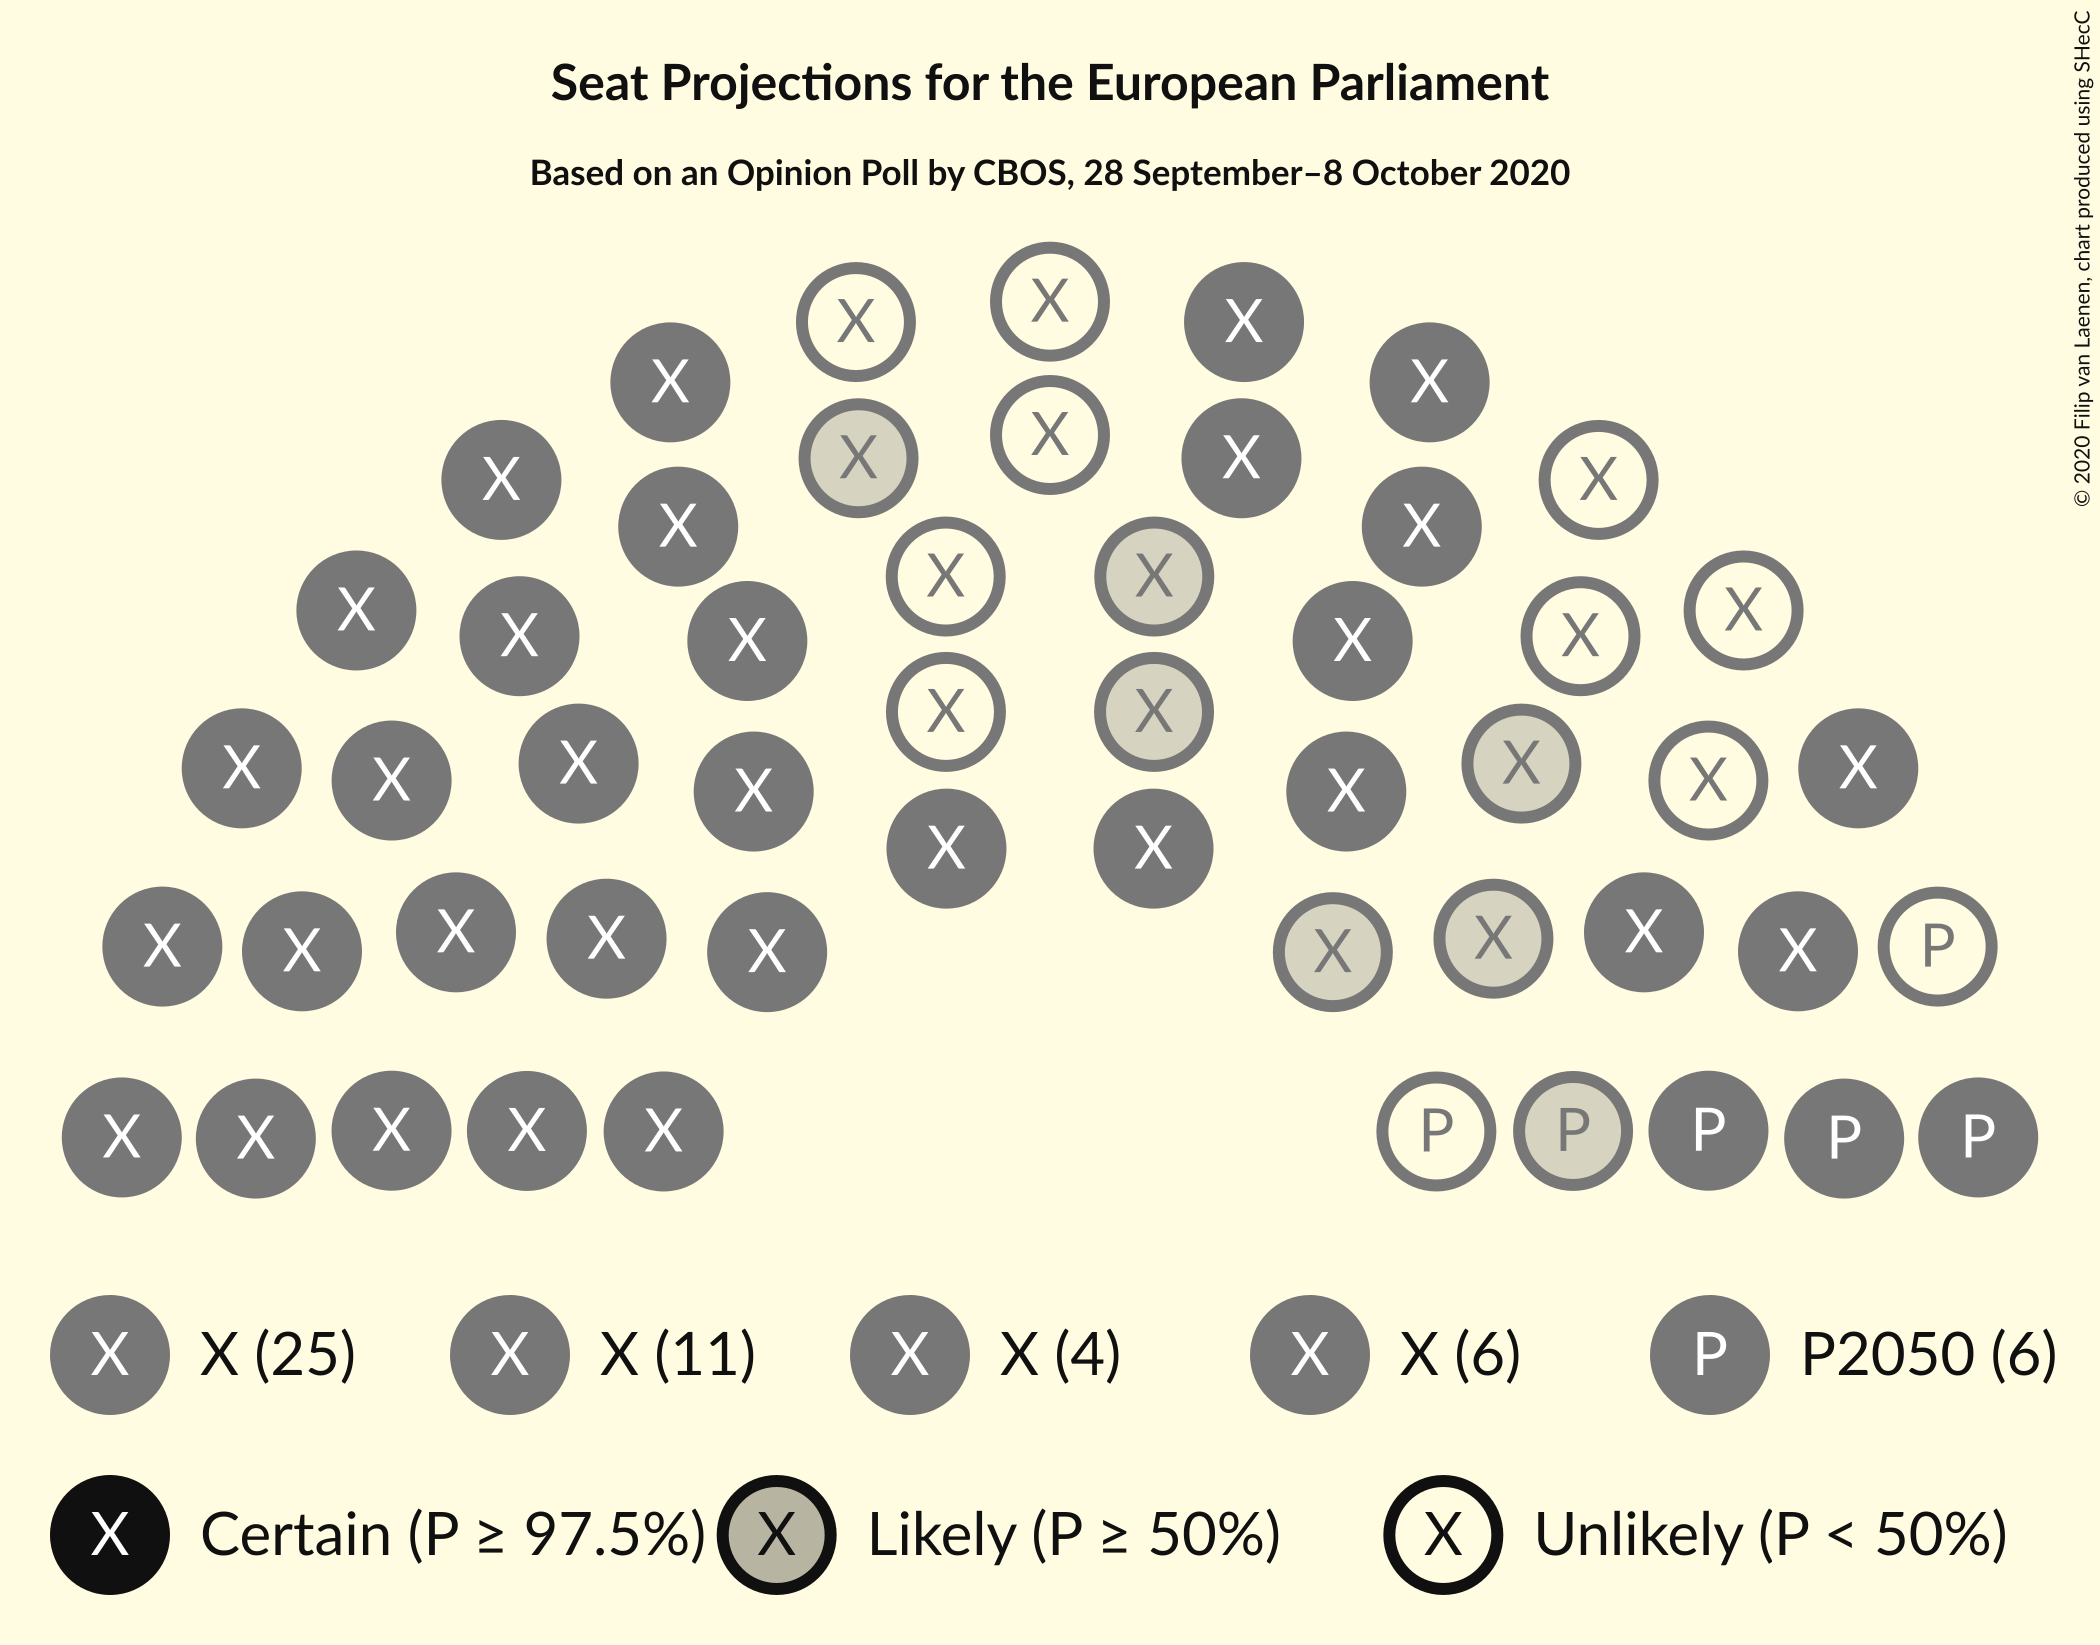 Seat Projections for the European Parliament
Based on an Opinion Poll by CBOS, 28 September–8 October 2020
© 2020 Filip van Laenen, chart produced using SHecC
X X X
X X
X X X
X X
X X
X X
X X
X X X X
X X
X X
X X X X
X X
X X X X
X X X X
X X
X X X X
X X X P
X X X X
X X
X X X X X P P P P P
X X (25) X X (11) X X (4) X X (6) P P2050 (6)
X Certain (P ≥ 97.5%) X Likely (P ≥ 50%) X Unlikely (P < 50%)